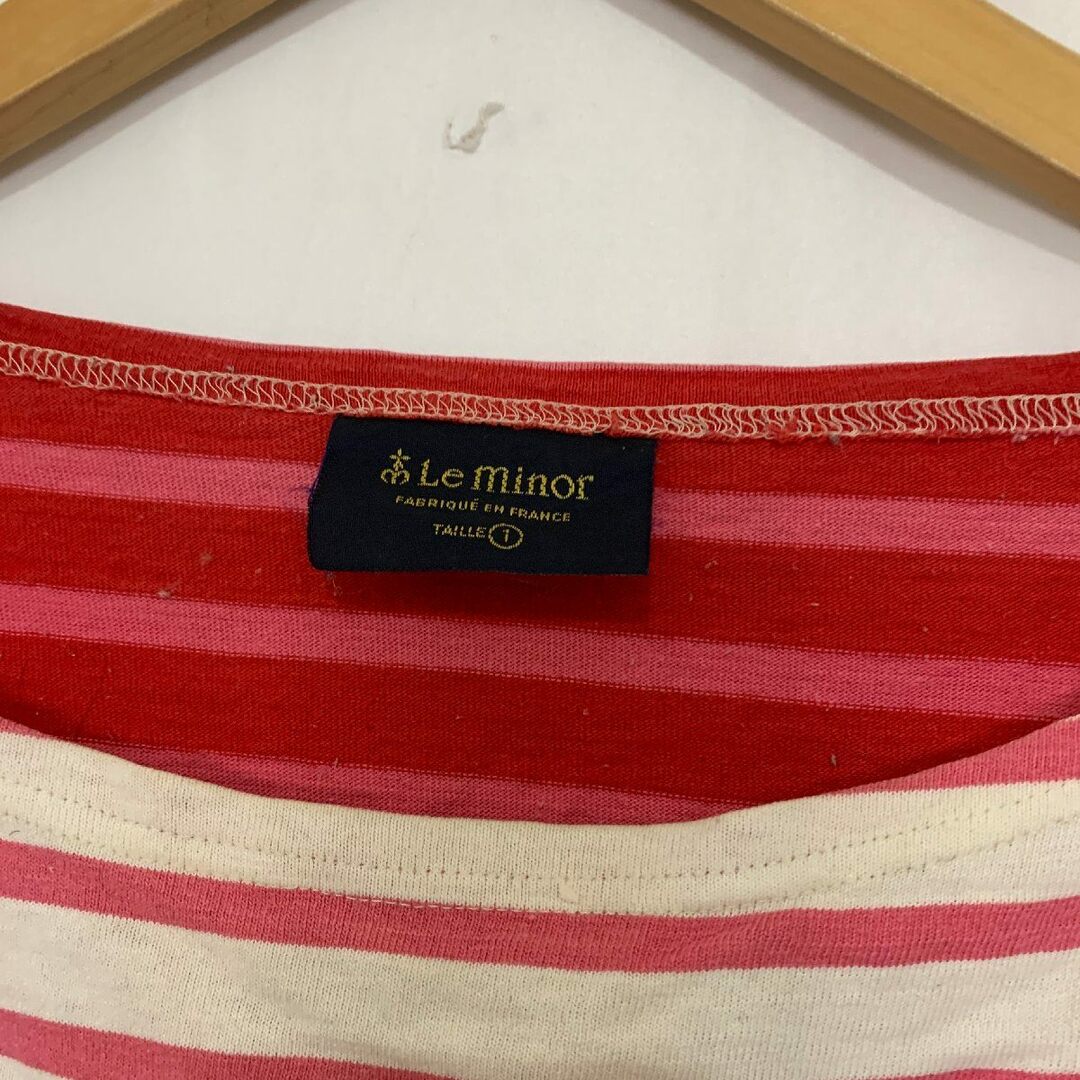 Le Minor
FABRIQUÉ EN FRANCE
TAILLE 1